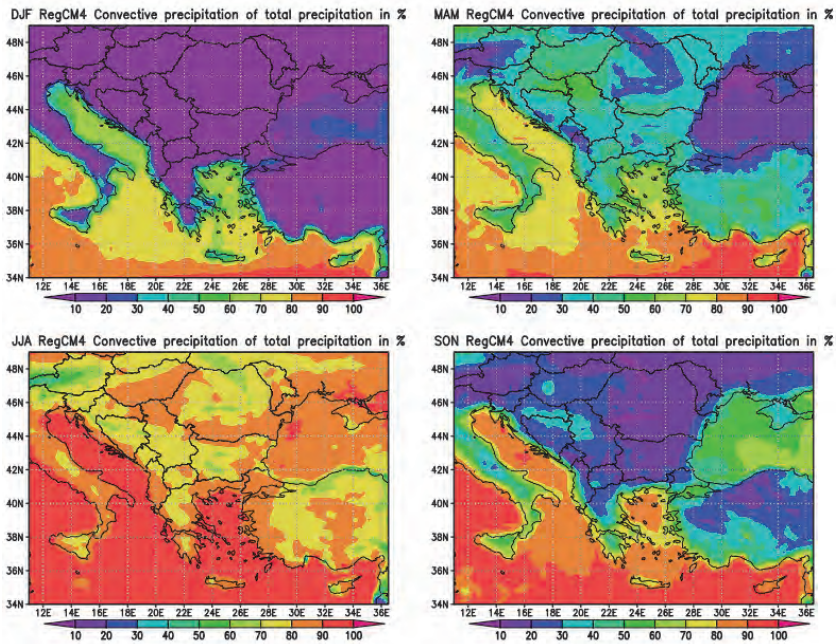 DJF RegCM4 Convective precipitation of total precipitation in %
48N
46N
44N
42N
40N
38N
36N
34N
12E 14E 16E 18E 20E 22E 24E 26E 28E 30E 32E 34E 36E
10 20 30 40 50 60 70 80 90 100
MAM RegCM4 Convective precipitation of total precipitation in %
48N
46N
44N
42N
40N
38N
36N
34N
12E 14E 16E 18E 20E 22E 24E 26E 28E 30E 32E 34E 36E
10 20 30 40 50 60 70 80 90 100
JJA RegCM4 Convective precipitation of total precipitation in %
48N
46N
44N
42N
40N
38N
36N
34N
12E 14E 16E 18E 20E 22E 24E 26E 28E 30E 32E 34E 36E
10 20 30 40 50 60 70 80 90 100
SON RegCM4 Convective precipitation of total precipitation in %
48N
46N
44N
42N
40N
38N
36N
34N
12E 14E 16E 18E 20E 22E 24E 26E 28E 30E 32E 34E 36E
10 20 30 40 50 60 70 80 90 100